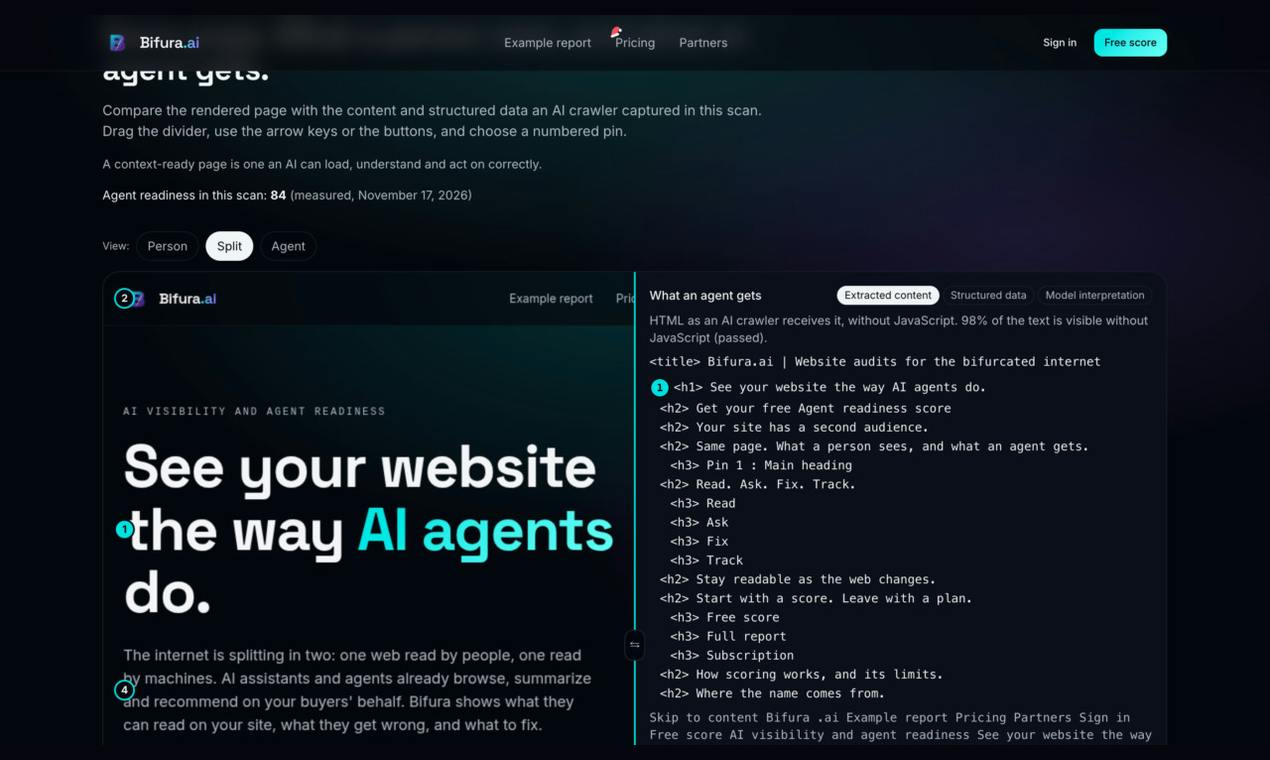 Bifura.ai
Example report
Pricing
Partners
Sign in
Free score
agent gets.
Compare the rendered page with the content and structured data an AI crawler captured in this scan.
Drag the divider, use the arrow keys or the buttons, and choose a numbered pin.
A context-ready page is one an AI can load, understand and act on correctly.
Agent readiness in this scan: 84 (measured, November 17, 2026)
View:
Person
Split
Agent
2
Bifura.ai
Example report
Pric
AI VISIBILITY AND AGENT READINESS
See your website
1
the way AI agents
do.
The internet is splitting in two: one web read by people, one read
by machines. AI assistants and agents already browse, summarize
4
and recommend on your buyers' behalf. Bifura shows what they
can read on your site, what they get wrong, and what to fix.
What an agent gets
Extracted content
Structured data
Model interpretation
HTML as an AI crawler receives it, without JavaScript. 98% of the text is visible without
JavaScript (passed).
<title> Bifura.ai | Website audits for the bifurcated internet
1
<h1> See your website the way AI agents do.
<h2> Get your free Agent readiness score
<h2> Your site has a second audience.
<h2> Same page. What a person sees, and what an agent gets.
<h3> Pin 1 : Main heading
<h2> Read. Ask. Fix. Track.
<h3> Read
<h3> Ask
<h3> Fix
<h3> Track
<h2> Stay readable as the web changes.
<h2> Start with a score. Leave with a plan.
<h3> Free score
<h3> Full report
<h3> Subscription
<h2> How scoring works, and its limits.
<h2> Where the name comes from.
Skip to content Bifura .ai Example report Pricing Partners Sign in
Free score AI visibility and agent readiness See your website the way